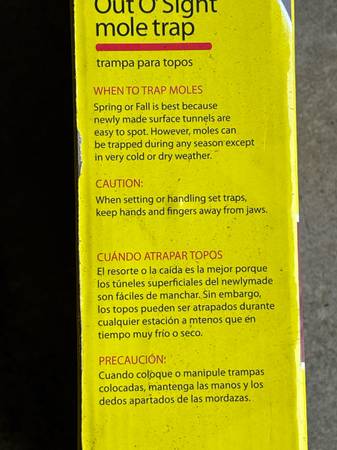 Out O' Sight
mole trap
trampa para topos
WHEN TO TRAP MOLES
Spring or Fall is best because
newly made surface tunnels are
easy to spot. However, moles can
be trapped during any season except
in very cold or dry weather.
CAUTION:
When setting or handling set traps,
keep hands and fingers away from jaws.
CUÁNDO ATRAPAR TOPOS
El resorte o la caída es la mejor porque
los túneles superficiales del newlymade
son fáciles de manchar. Sin embargo,
los topos pueden ser atrapados durante
cualquier estación a mtenos que en
tiempo muy frío o seco.
PRECAUCIÓN:
Cuando coloque o manipule trampas
colocadas, mantenga las manos y los
dedos apartados de las mordazas.